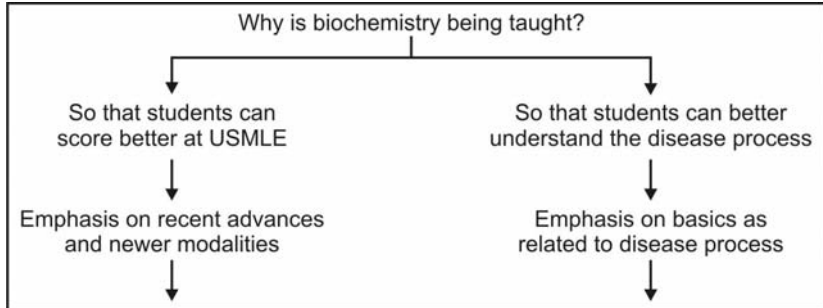 Why is biochemistry being taught?
So that students can
score better at USMLE
So that students can better
understand the disease process
Emphasis on recent advances
and newer modalities
Emphasis on basics as
related to disease process